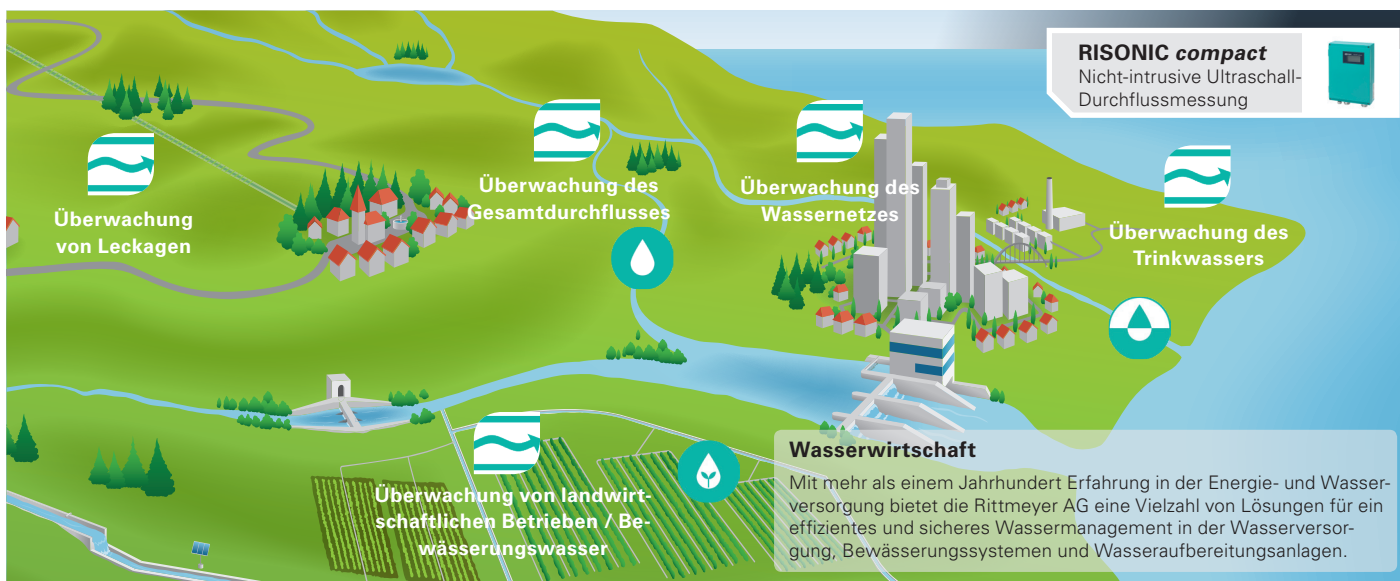 RISONIC compact
Nicht-intrusive Ultraschall-
Durchflussmessung
Überwachung
von Leckagen
Überwachung des
Gesamtdurchflusses
Überwachung des
Wassernetzes
Überwachung des
Trinkwassers
Überwachung von landwirt-
schaftlichen Betrieben / Be-
wässerungswasser
Wasserwirtschaft
Mit mehr als einem Jahrhundert Erfahrung in der Energie- und Wasser-
versorgung bietet die Rittmeyer AG eine Vielzahl von Lösungen für ein
effizientes und sicheres Wassermanagement in der Wasserversor-
gung, Bewässerungssystemen und Wasseraufbereitungsanlagen.